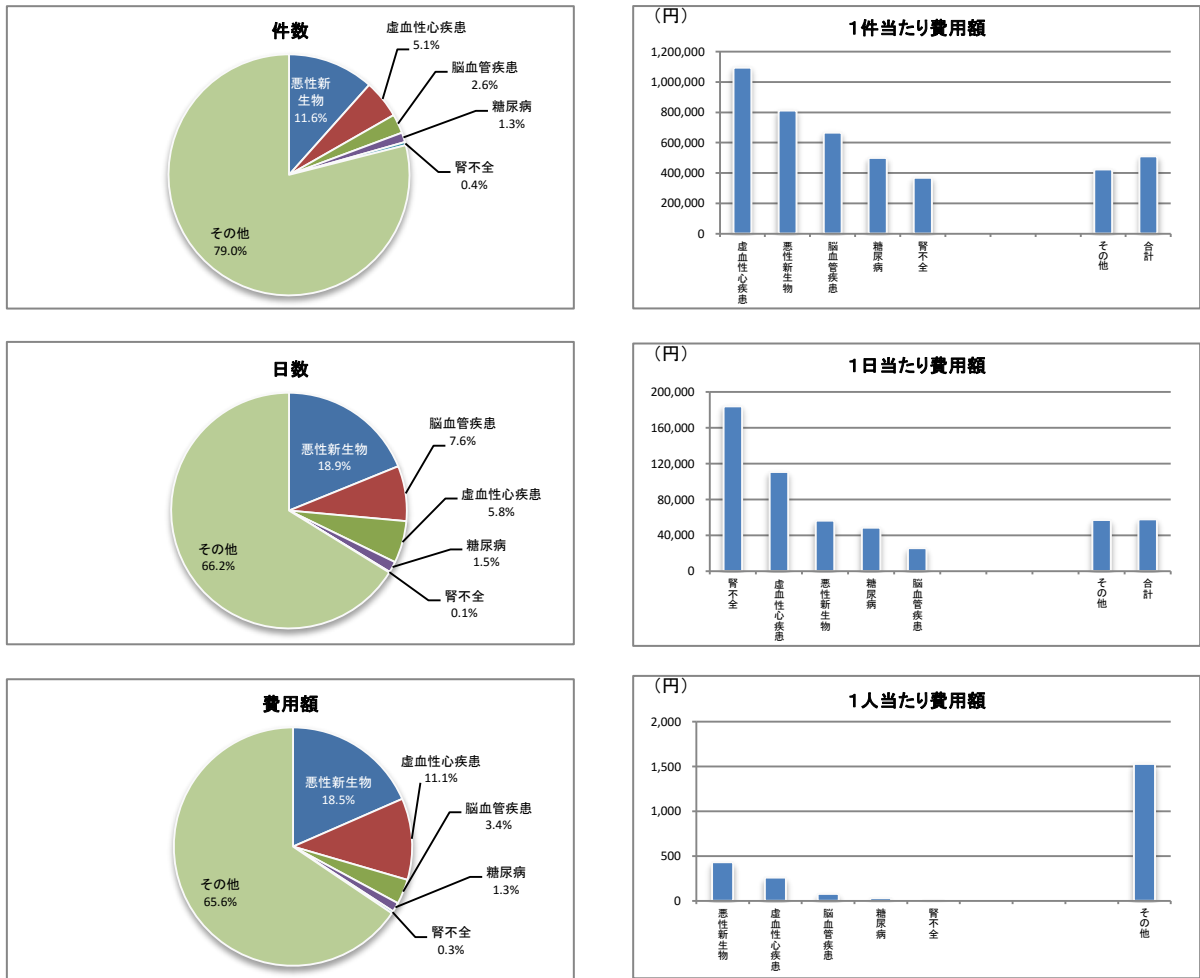 件数
悪性新
生物
11.6%
虚血性心疾患
5.1%
脳血管疾患
2.6%
糖尿病
1.3%
腎不全
0.4%
その他
79.0%
（円）
1件当たり費用額
1,200,000
1,000,000
800,000
600,000
400,000
200,000
0
虚血性心疾患
悪性新生物
脳血管疾患
糖尿病
腎不全
その他
合計
日数
悪性新生物
18.9%
脳血管疾患
7.6%
虚血性心疾患
5.8%
糖尿病
1.5%
腎不全
0.1%
その他
66.2%
（円）
1日当たり費用額
200,000
160,000
120,000
80,000
40,000
0
腎不全
虚血性心疾患
悪性新生物
糖尿病
脳血管疾患
その他
合計
費用額
悪性新生物
18.5%
虚血性心疾患
11.1%
脳血管疾患
3.4%
糖尿病
1.3%
腎不全
0.3%
その他
65.6%
（円）
1人当たり費用額
2,000
1,500
1,000
500
0
悪性新生物
虚血性心疾患
脳血管疾患
糖尿病
腎不全
その他